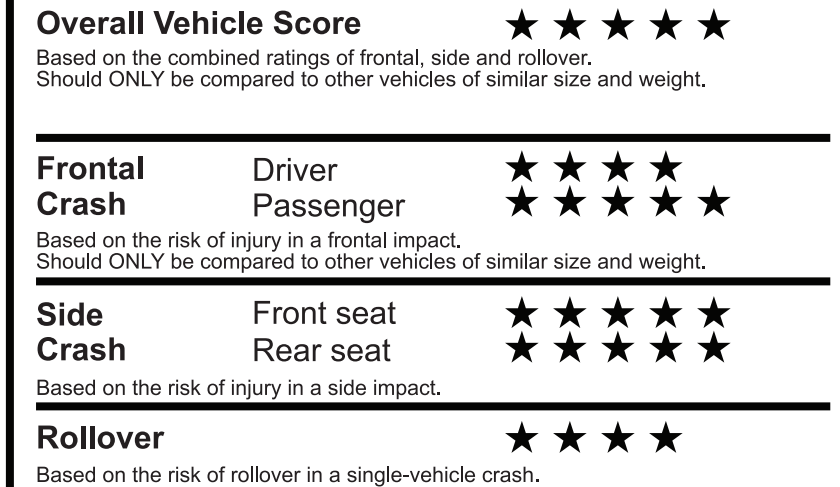 Overall Vehicle Score ★ ★ ★ ★ ★
Based on the combined ratings of frontal, side and rollover.
Should ONLY be compared to other vehicles of similar size and weight.
Frontal Driver ★ ★ ★ ★
Crash Passenger ★ ★ ★ ★ ★
Based on the risk of injury in a frontal impact.
Should ONLY be compared to other vehicles of similar size and weight.
Side Front seat ★ ★ ★ ★ ★
Crash Rear seat ★ ★ ★ ★ ★
Based on the risk of injury in a side impact.
Rollover ★ ★ ★ ★
Based on the risk of rollover in a single-vehicle crash.